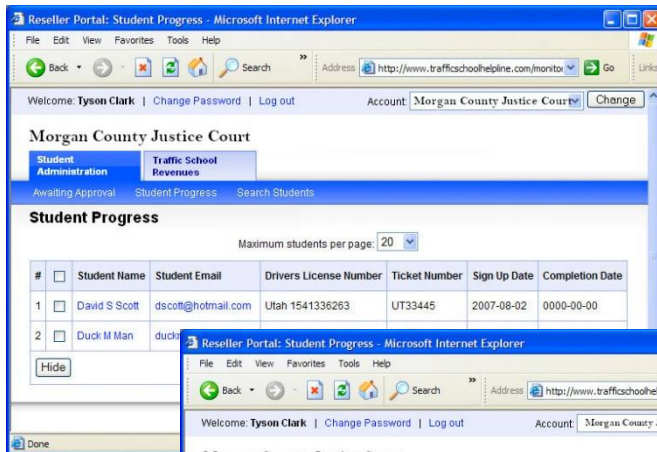 Reseller Portal: Student Progress - Microsoft Internet Explorer
File Edit View Favorites Tools Help
Back Search » Address http://www.trafficschoolhelpline.com/monitor Go Links
Welcome: Tyson Clark | Change Password | Log out Account: Morgan County Justice Court Change
Morgan County Justice Court
Student Administration Traffic School Revenues
Awaiting Approval Student Progress Search Students
Student Progress
Maximum students per page: 20
# Student Name Student Email Drivers License Number Ticket Number Sign Up Date Completion Date
1 David S Scott dscott@hotmail.com Utah 1541336263 UT33445 2007-08-02 0000-00-00
2 Duck M Man
Hide
Done
Reseller Portal: Student Progress - Microsoft Internet Explorer
File Edit View Favorites Tools Help
Back Search » Address http://www.trafficschoolhel
Welcome: Tyson Clark | Change Password | Log out Account: Morgan County